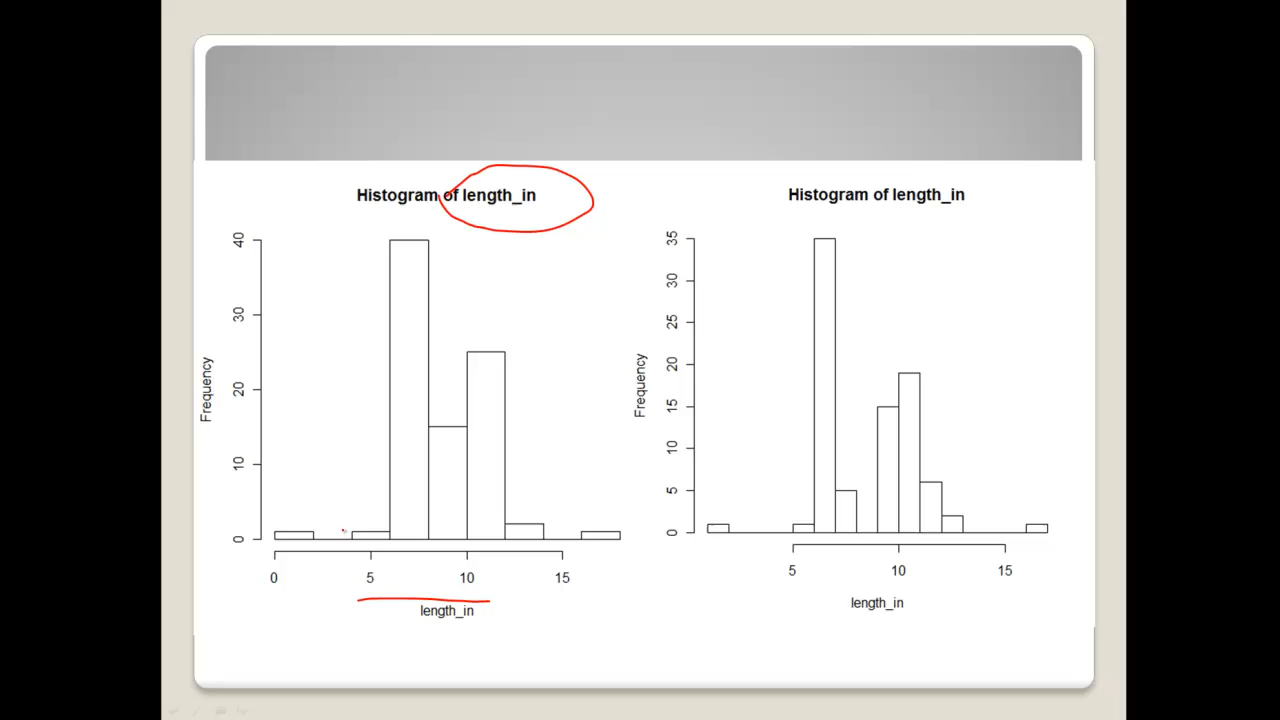 Histogram of length_in
40
30
20
10
0
Frequency
0 5 10 15
length_in
Histogram of length_in
35
30
25
20
15
10
5
0
Frequency
5 10 15
length_in